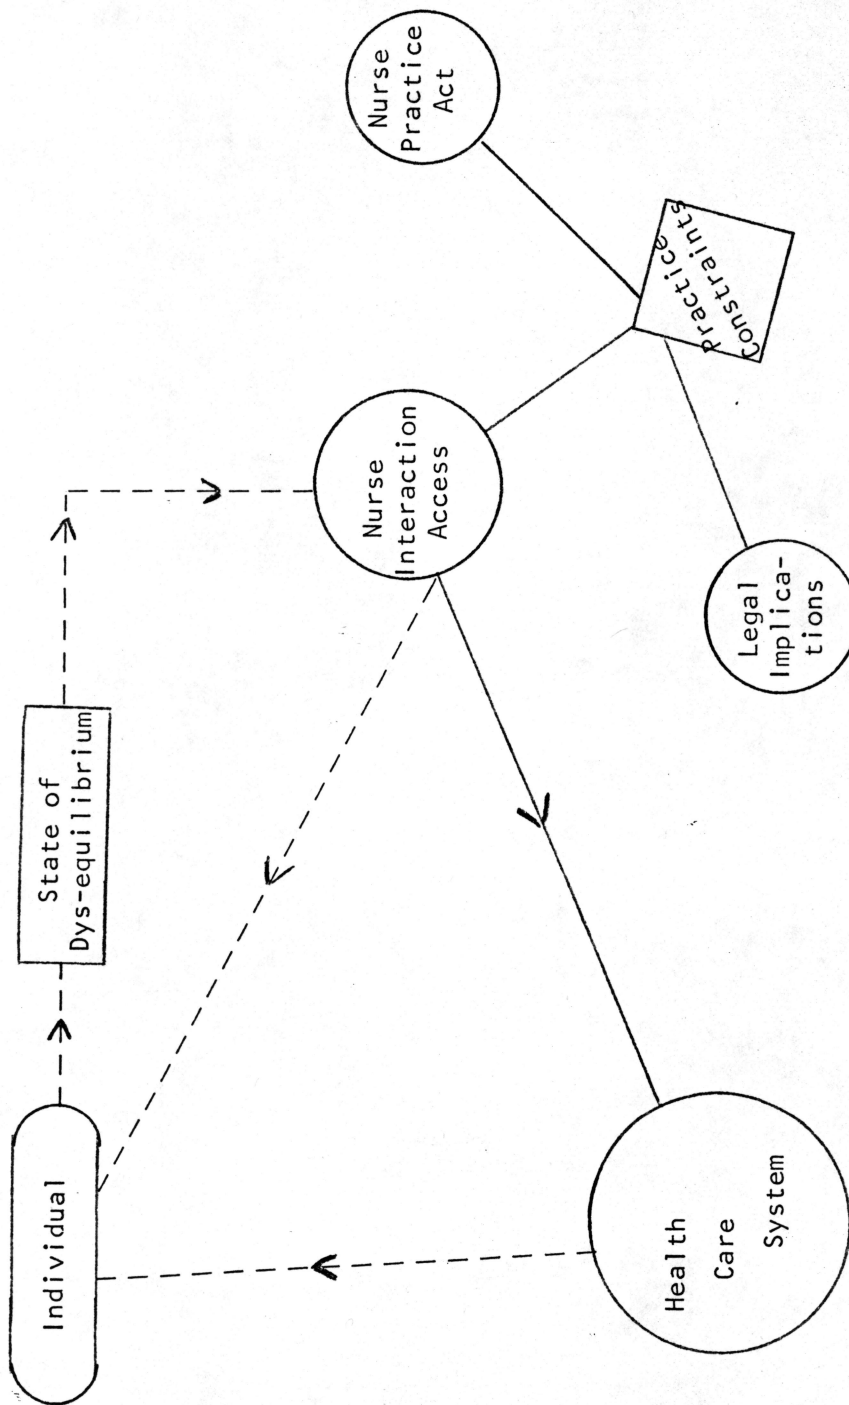 Individual
State of
Dys-equilibrium
Nurse
Interaction
Access
Nurse
Practice
Act
Practice
Constraints
Legal
Implica-
tions
Health
Care
System